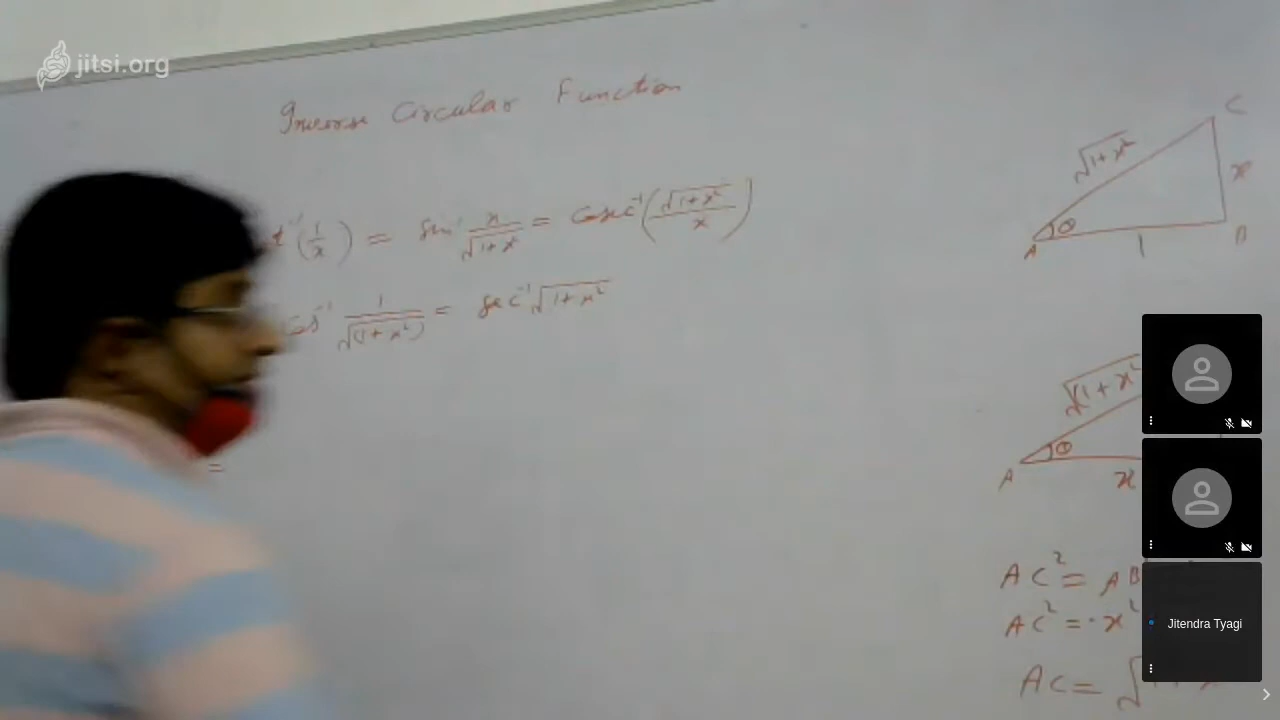 jitsi.org
Inverse Circular Function
(1/x) = sin⁻¹ x/√1+x² = Cosec⁻¹(√1+x²/x)
Cos⁻¹ 1/√(1+x²) = sec⁻¹√1+x²
=
C
√1+x²
x
θ
A
1
B
√(1+x²
θ
A
x
AC² = AB
AC² = x²
AC = √
Jitendra Tyagi